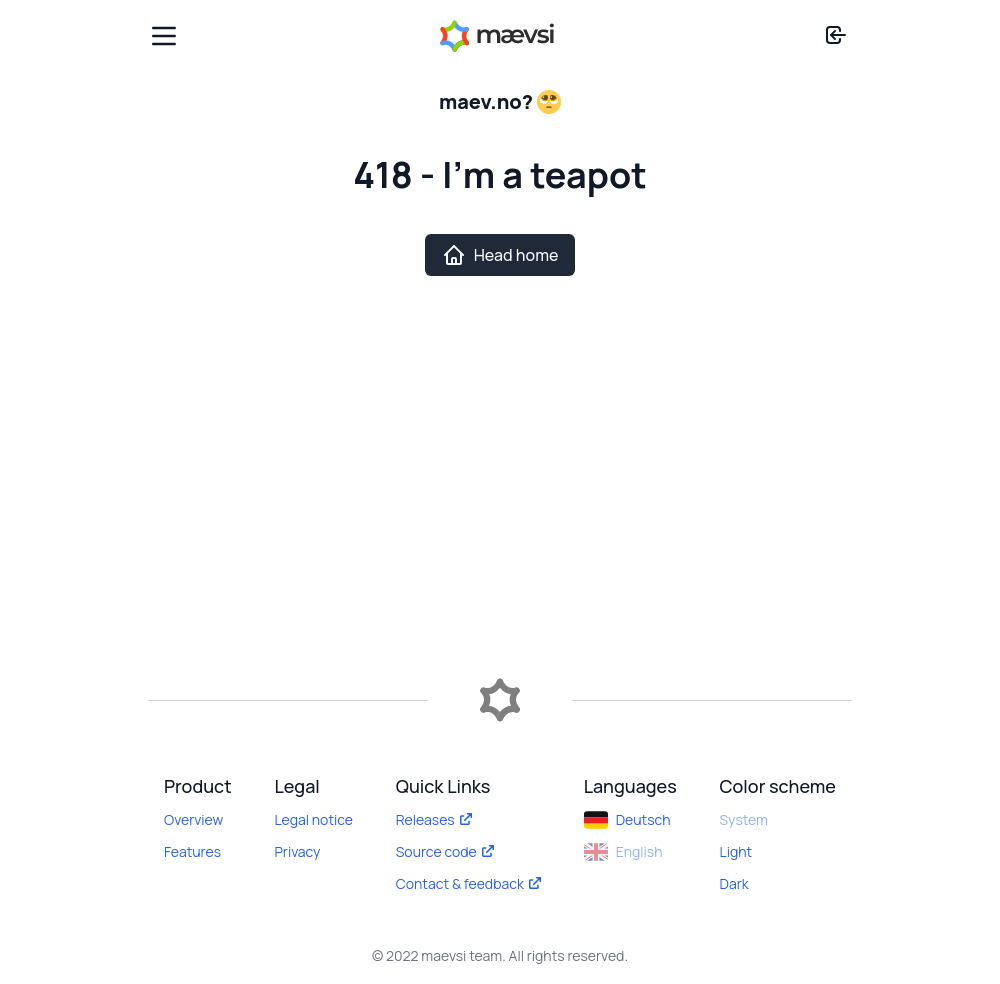 mævsi
maev.no? 🥺
418 - I’m a teapot
Head home
Product
Overview
Features
Legal
Legal notice
Privacy
Quick Links
Releases
Source code
Contact & feedback
Languages
Deutsch
English
Color scheme
System
Light
Dark
© 2022 maevsi team. All rights reserved.